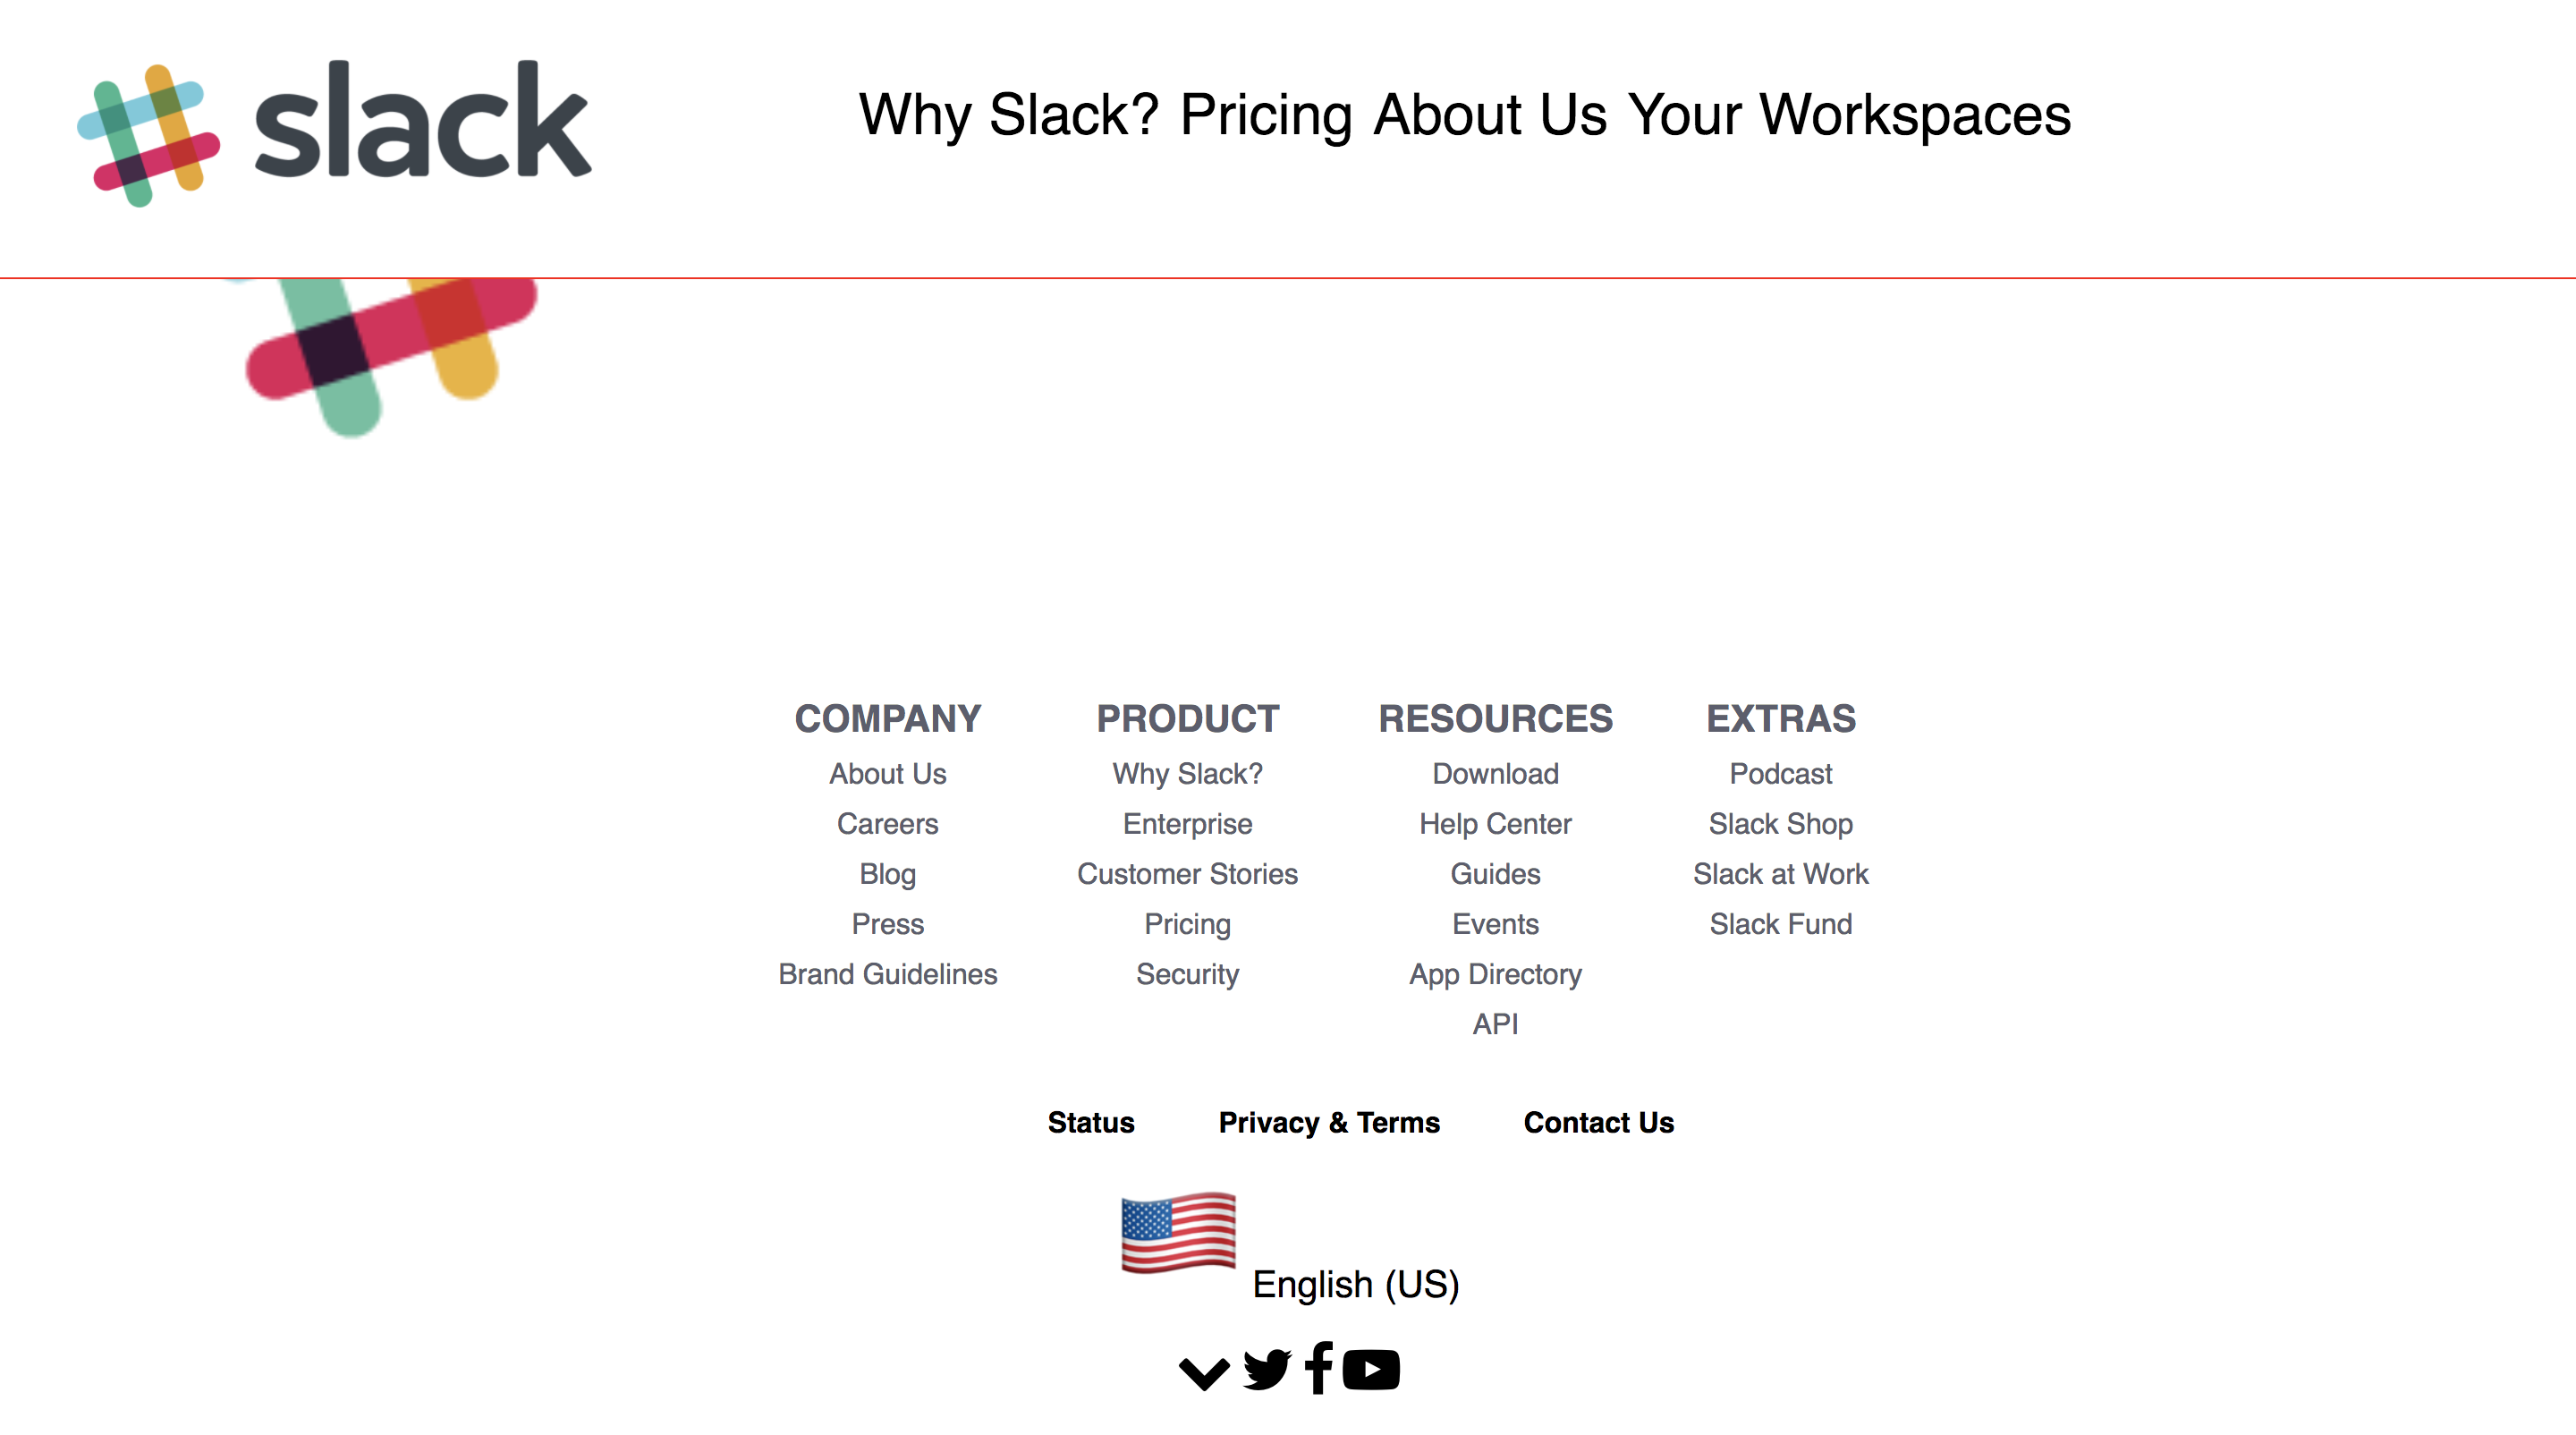 slack
Why Slack? Pricing About Us Your Workspaces
COMPANY
About Us
Careers
Blog
Press
Brand Guidelines
PRODUCT
Why Slack?
Enterprise
Customer Stories
Pricing
Security
RESOURCES
Download
Help Center
Guides
Events
App Directory
API
EXTRAS
Podcast
Slack Shop
Slack at Work
Slack Fund
Status Privacy & Terms Contact Us
English (US)